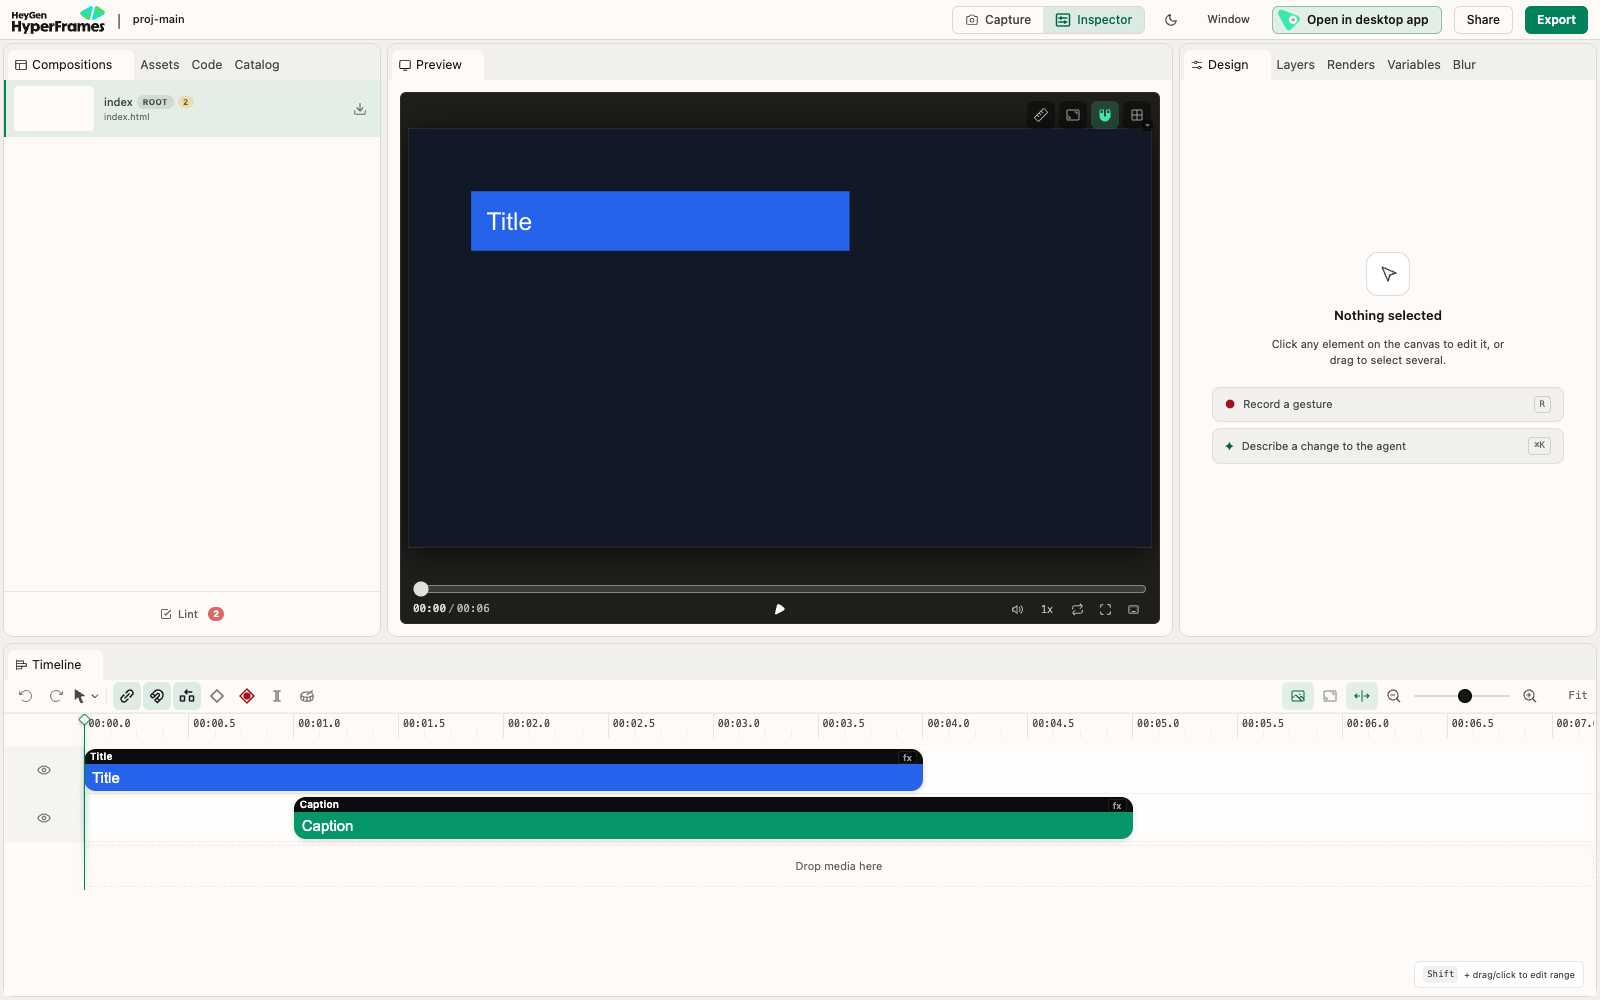 HeyGen
HyperFrames
proj-main
Capture
Inspector
Window
Open in desktop app
Share
Export
Compositions
Assets
Code
Catalog
index ROOT 2
index.html
Lint 2
Preview
Title
00:00 / 00:06
1x
Design
Layers
Renders
Variables
Blur
Nothing selected
Click any element on the canvas to edit it, or
drag to select several.
Record a gesture R
Describe a change to the agent ⌘K
Timeline
Fit
00:00.0 00:00.5 00:01.0 00:01.5 00:02.0 00:02.5 00:03.0 00:03.5 00:04.0 00:04.5 00:05.0 00:05.5 00:06.0 00:06.5 00:07.
Title fx
Title
Caption fx
Caption
Drop media here
Shift + drag/click to edit range